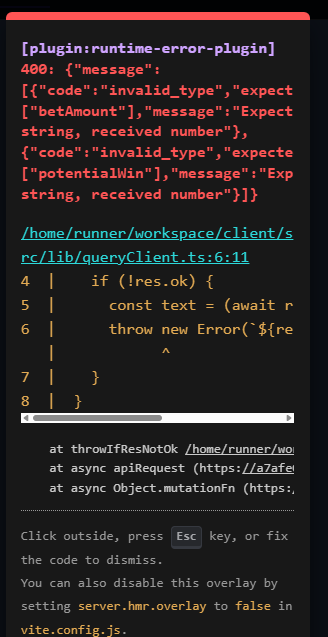 [plugin:runtime-error-plugin]
400: {"message":
[{"code":"invalid_type","expect
["betAmount"],"message":"Expect
string, received number"},
{"code":"invalid_type","expecte
["potentialWin"],"message":"Exp
string, received number"}]}
/home/runner/workspace/client/s
rc/lib/queryClient.ts:6:11
4 | if (!res.ok) {
5 | const text = (await r
6 | throw new Error(`${re
| ^
7 | }
8 | }
at throwIfResNotOk /home/runner/wor
at async apiRequest (https://a7afe
at async Object.mutationFn (https:/
Click outside, press Esc key, or fix
the code to dismiss.
You can also disable this overlay by
setting server.hmr.overlay to false in
vite.config.js.